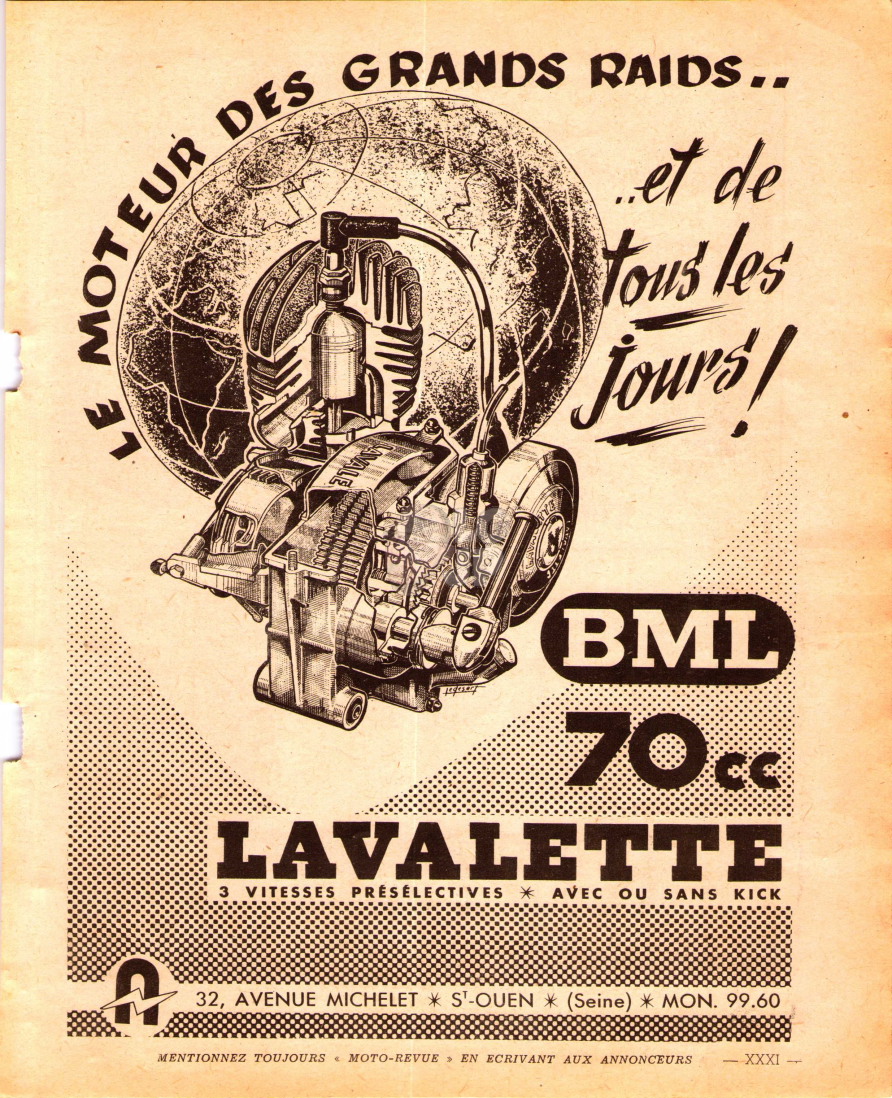 LE MOTEUR DES GRANDS RAIDS..
..et de
tous les
jours!
LAVALE
BML
70cc
LAVALETTE
3 VITESSES PRÉSÉLECTIVES * AVEC OU SANS KICK
32, AVENUE MICHELET * Sᵀ-OUEN * (Seine) * MON. 99.60
MENTIONNEZ TOUJOURS « MOTO-REVUE » EN ECRIVANT AUX ANNONCEURS — XXXI —